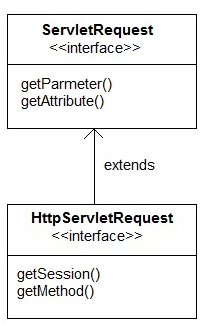 ServletRequest
<<interface>>
getParmeter()
getAttribute()
extends
HttpServletRequest
<<interface>>
getSession()
getMethod()